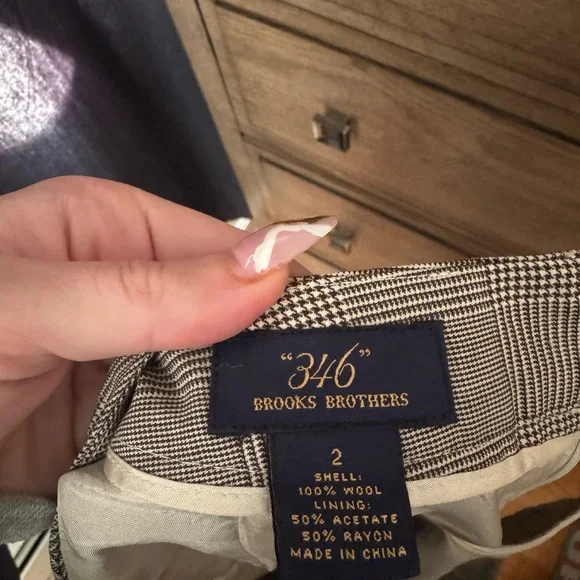 "346"
BROOKS BROTHERS
2
SHELL:
100% WOOL
LINING:
50% ACETATE
50% RAYON
MADE IN CHINA